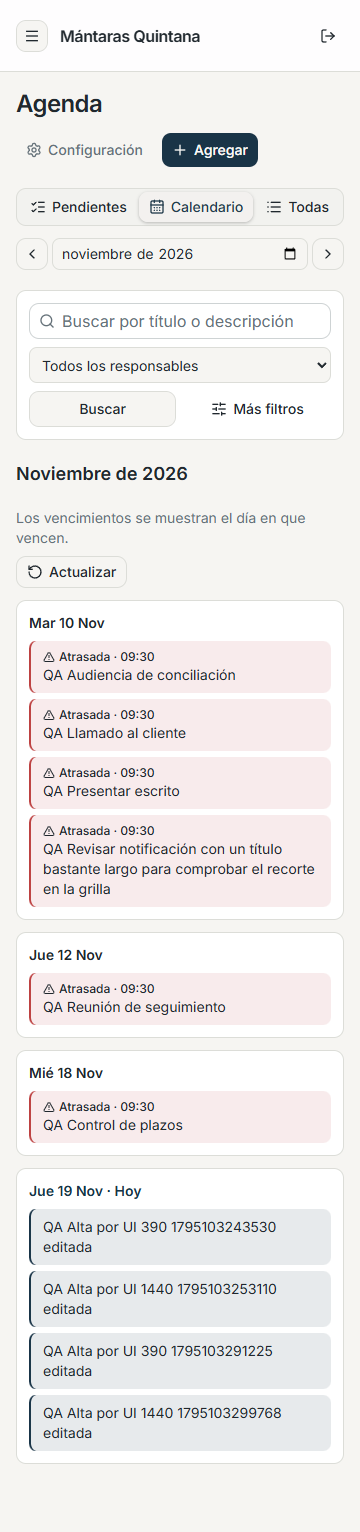 Mántaras Quintana
Agenda
Configuración
Agregar
Pendientes
Calendario
Todas
noviembre de 2026
Buscar por título o descripción
Todos los responsables
Buscar
Más filtros
Noviembre de 2026
Los vencimientos se muestran el día en que
vencen.
Actualizar
Mar 10 Nov
Atrasada · 09:30
QA Audiencia de conciliación
Atrasada · 09:30
QA Llamado al cliente
Atrasada · 09:30
QA Presentar escrito
Atrasada · 09:30
QA Revisar notificación con un título
bastante largo para comprobar el recorte
en la grilla
Jue 12 Nov
Atrasada · 09:30
QA Reunión de seguimiento
Mié 18 Nov
Atrasada · 09:30
QA Control de plazos
Jue 19 Nov · Hoy
QA Alta por UI 390 1795103243530
editada
QA Alta por UI 1440 1795103253110
editada
QA Alta por UI 390 1795103291225
editada
QA Alta por UI 1440 1795103299768
editada